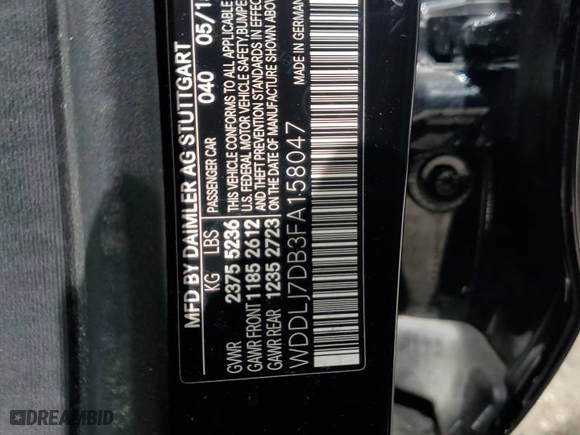 MFD BY DAIMLER AG STUTTGART
040 05/1
PASSENGER CAR
KG LBS
GVWR 2375 5236
GAWR FRONT 1185 2612
GAWR REAR 1235 2723
THIS VEHICLE CONFORMS TO ALL APPLICABLE
U.S. FEDERAL MOTOR VEHICLE SAFETY,BUMPE
AND THEFT PREVENTION STANDARDS IN EFFEC
ON THE DATE OF MANUFACTURE SHOWN ABOV
MADE IN GERMAN
WDDLJ7DB3FA158047
DREAMBID